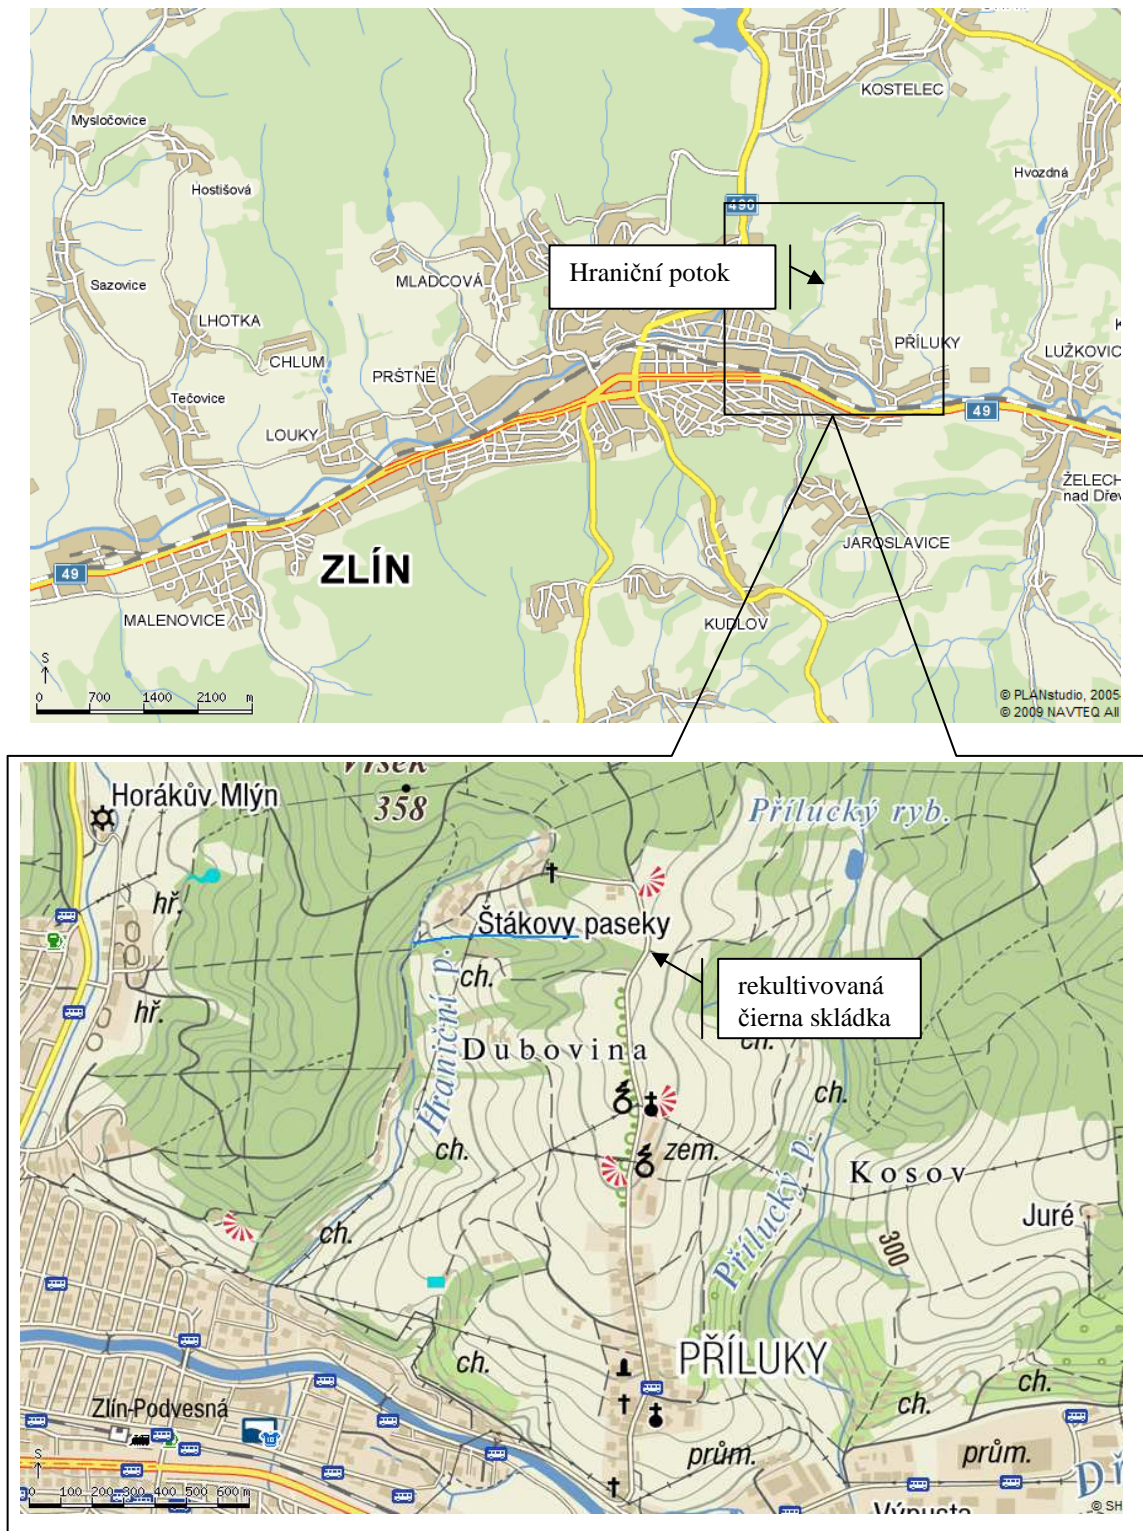 KOSTELEC
Mysločovice
Hvozdná
Hostišová
490
Hraniční potok
MLADCOVÁ
Sazovice
LHOTKA
CHLUM
PŘÍLUKY
LUŽKOVIC
PRŠTNÉ
Tečovice
49
LOUKY
ŽELECH
nad Dřev
JAROSLAVICE
ZLÍN
49
MALENOVICE
KUDLOV
S
0 700 1400 2100 m
© PLANstudio, 2005-
© 2009 NAVTEQ All
Vršek
358
Horákův Mlýn
Přílucký ryb.
hř.
Štákovy paseky
ch.
rekultivovaná
čierna skládka
hř.
Hraniční p.
Dubovina
ch.
ch.
ch.
zem.
Kosov
Přílucký p.
Juré
300
ch.
PŘÍLUKY
ch.
ch.
ch.
Zlín-Podvesná
prům.
prům.
S
0 100 200 300 400 500 600 m
Výpusta
© SH